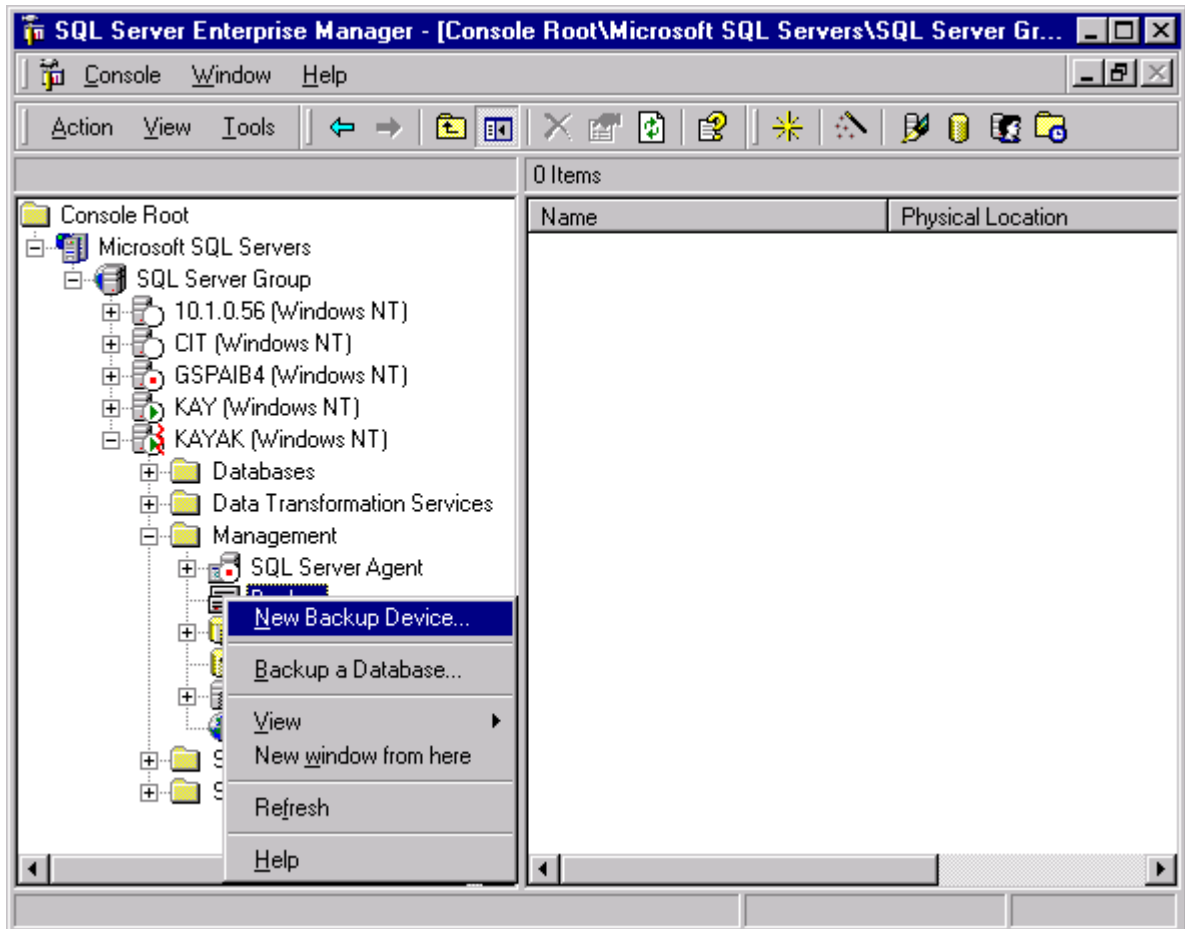 SQL Server Enterprise Manager - [Console Root\Microsoft SQL Servers\SQL Server Gr...
Console Window Help
Action View Tools
0 Items
Console Root
Name Physical Location
Microsoft SQL Servers
SQL Server Group
10.1.0.56 (Windows NT)
CIT (Windows NT)
GSPAIB4 (Windows NT)
KAY (Windows NT)
KAYAK (Windows NT)
Databases
Data Transformation Services
Management
SQL Server Agent
New Backup Device...
Backup a Database...
View
New window from here
Refresh
Help